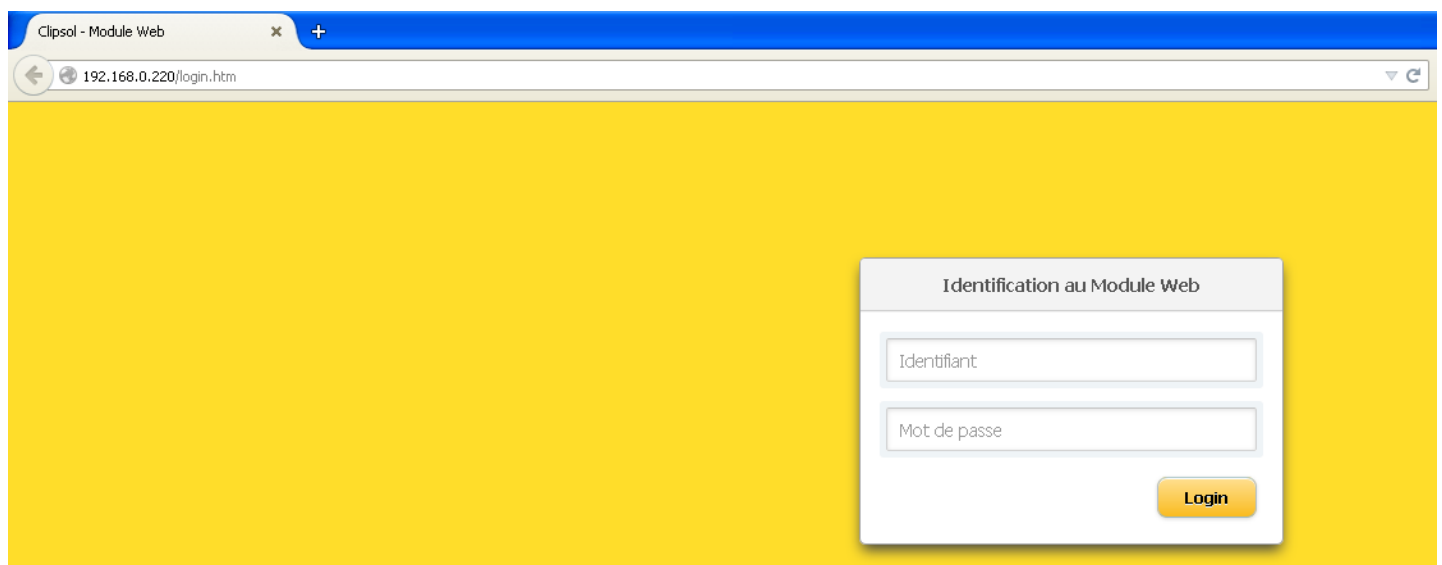 Clipsol - Module Web
192.168.0.220/login.htm
Identification au Module Web
Identifiant
Mot de passe
Login